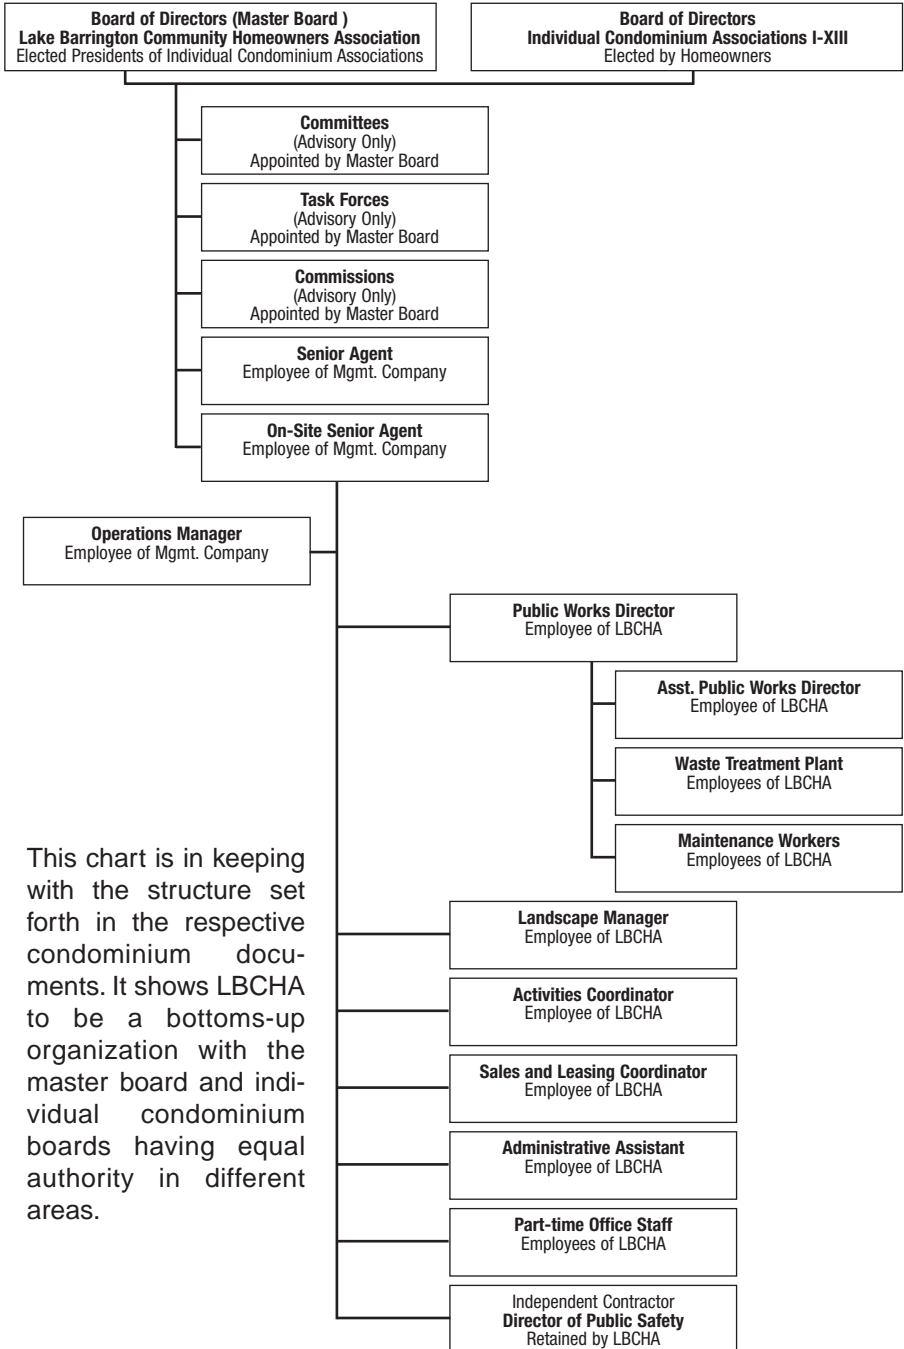 Board of Directors (Master Board )
Lake Barrington Community Homeowners Association
Elected Presidents of Individual Condominium Associations
Board of Directors
Individual Condominium Associations I-XIII
Elected by Homeowners
Committees
(Advisory Only)
Appointed by Master Board
Task Forces
(Advisory Only)
Appointed by Master Board
Commissions
(Advisory Only)
Appointed by Master Board
Senior Agent
Employee of Mgmt. Company
On-Site Senior Agent
Employee of Mgmt. Company
Operations Manager
Employee of Mgmt. Company
Public Works Director
Employee of LBCHA
Asst. Public Works Director
Employee of LBCHA
Waste Treatment Plant
Employees of LBCHA
Maintenance Workers
Employees of LBCHA
This chart is in keeping
with the structure set
forth in the respective
condominium docu-
ments. It shows LBCHA
to be a bottoms-up
organization with the
master board and indi-
vidual condominium
boards having equal
authority in different
areas.
Landscape Manager
Employee of LBCHA
Activities Coordinator
Employee of LBCHA
Sales and Leasing Coordinator
Employee of LBCHA
Administrative Assistant
Employee of LBCHA
Part-time Office Staff
Employees of LBCHA
Independent Contractor
Director of Public Safety
Retained by LBCHA